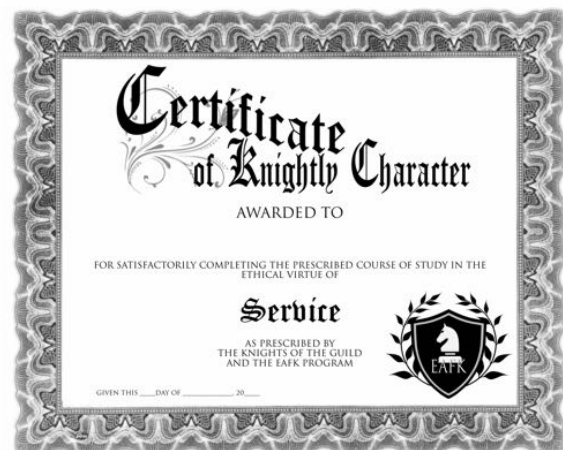 Certificate
of Knightly Character
AWARDED TO
FOR SATISFACTORILY COMPLETING THE PRESCRIBED COURSE OF STUDY IN THE
ETHICAL VIRTUE OF
Service
AS PRESCRIBED BY
THE KNIGHTS OF THE GUILD
AND THE EAFK PROGRAM
EAFK
GIVEN THIS ____DAY OF ____________, 20____